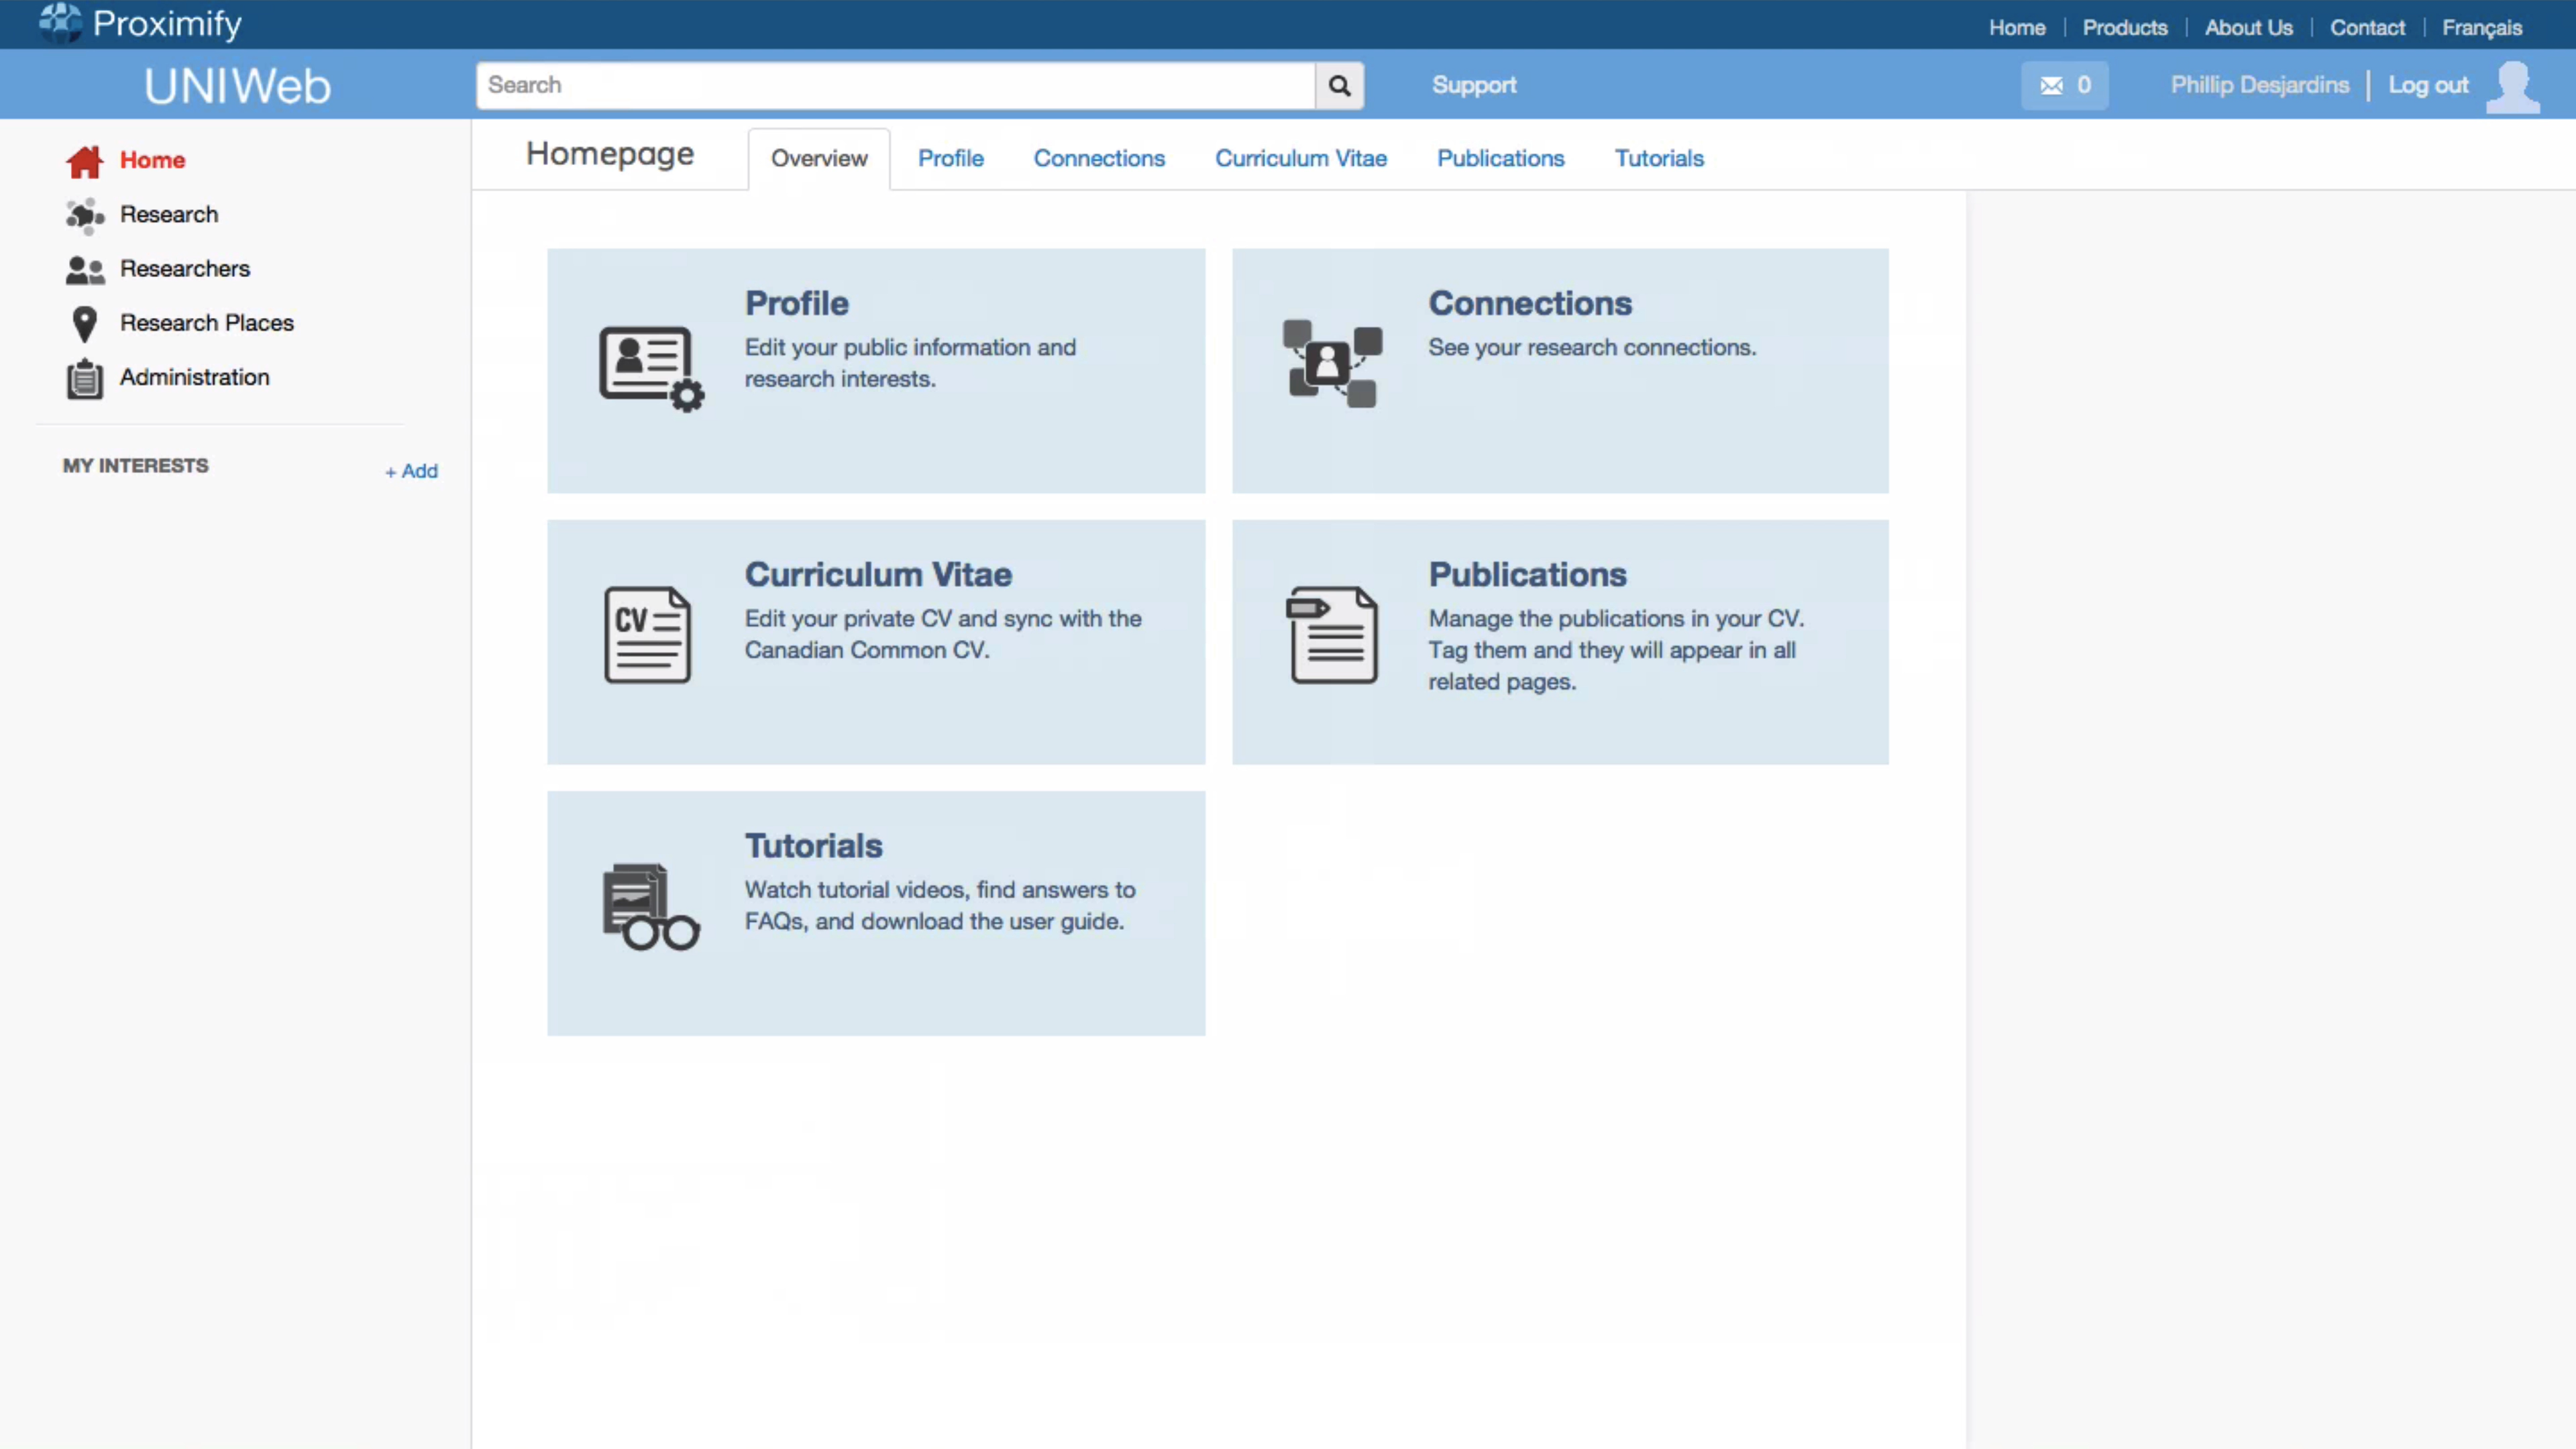 Proximify
Home | Products | About Us | Contact | Français
UNIWeb
Search
Support
0
Phillip Desjardins | Log out
Home
Research
Researchers
Research Places
Administration
MY INTERESTS
+ Add
Homepage
Overview
Profile
Connections
Curriculum Vitae
Publications
Tutorials
Profile
Edit your public information and
research interests.
Connections
See your research connections.
CV
Curriculum Vitae
Edit your private CV and sync with the
Canadian Common CV.
Publications
Manage the publications in your CV.
Tag them and they will appear in all
related pages.
Tutorials
Watch tutorial videos, find answers to
FAQs, and download the user guide.